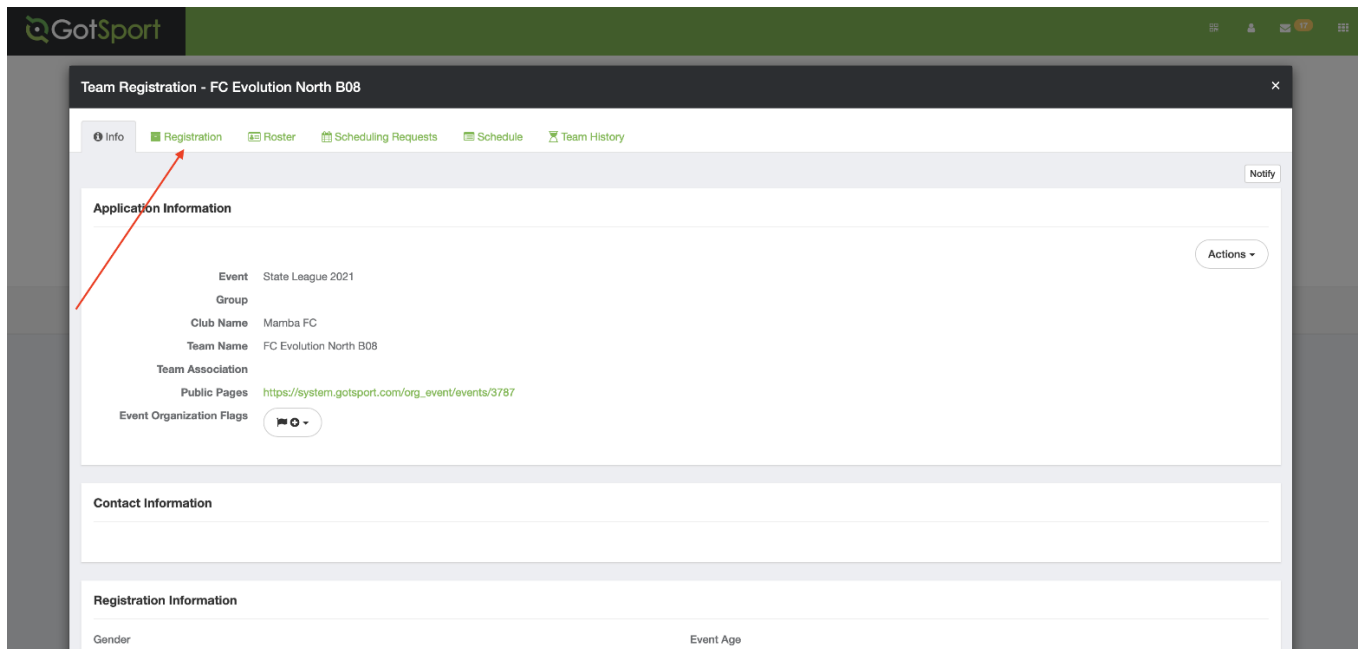 GotSport
17
Team Registration - FC Evolution North B08 ×
Info Registration Roster Scheduling Requests Schedule Team History
Notify
Application Information
Actions
Event State League 2021
Group
Club Name Mamba FC
Team Name FC Evolution North B08
Team Association
Public Pages https://system.gotsport.com/org_event/events/3787
Event Organization Flags
Contact Information
Registration Information
Gender Event Age